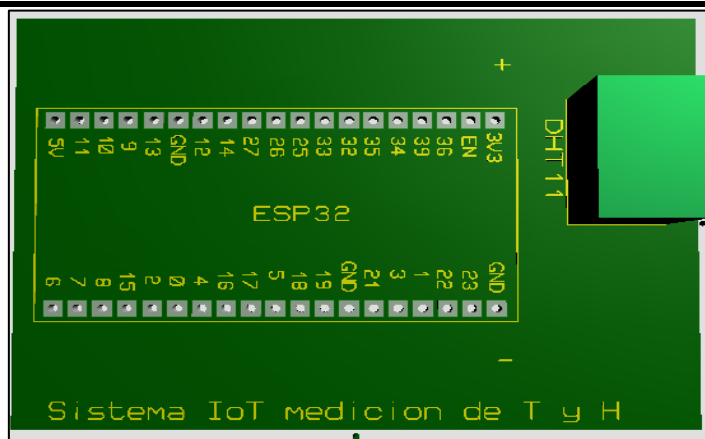 +
5V 11 10 9 13 GND 12 14 27 26 25 33 32 35 34 39 36 EN 3V3
DHT11
ESP32
6 7 8 15 2 0 4 16 17 5 18 19 GND 21 3 1 22 23 GND
-
Sistema IoT medicion de T y H